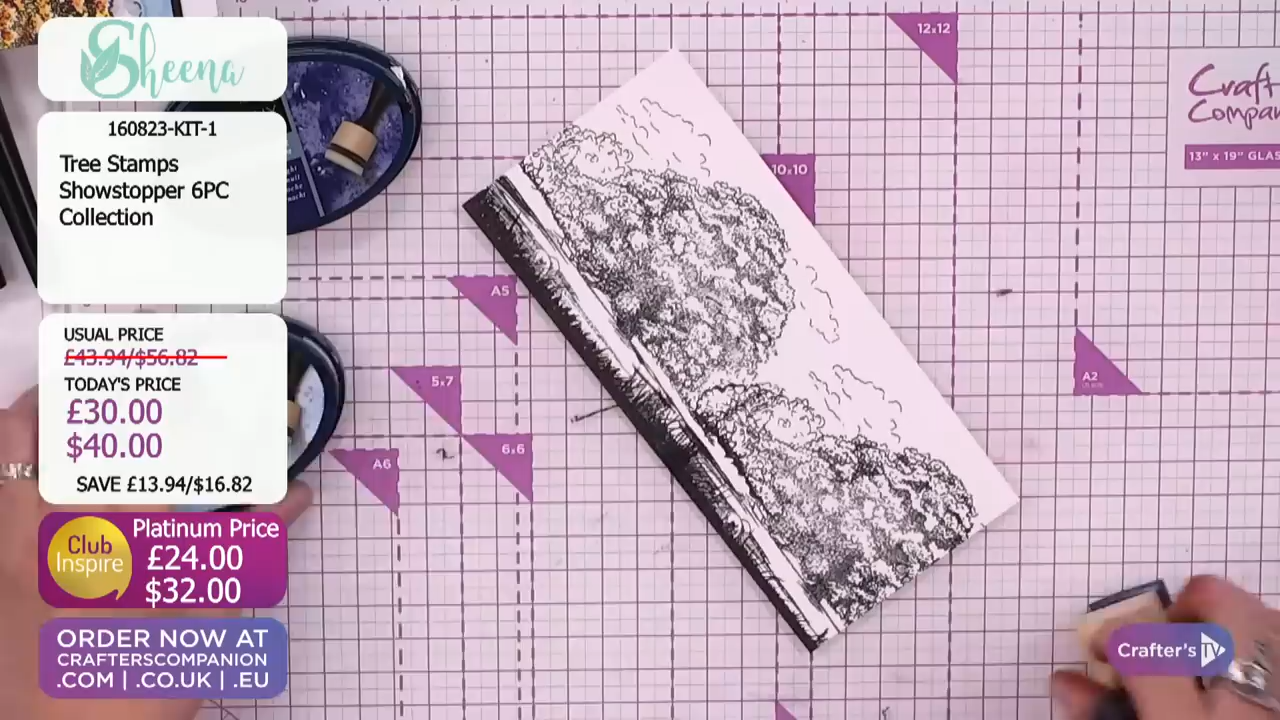 Sheena
160823-KIT-1
Tree Stamps
Showstopper 6PC
Collection
USUAL PRICE
£43.94/$56.82
TODAY'S PRICE
£30.00
$40.00
SAVE £13.94/$16.82
Club
Inspire
Platinum Price
£24.00
$32.00
ORDER NOW AT
CRAFTERSCOMPANION
.COM | .CO.UK | .EU
12x12
10x10
A5
5x7
6x6
A6
A2
Craft
Compan
13" x 19" GLAS
Crafter's TV